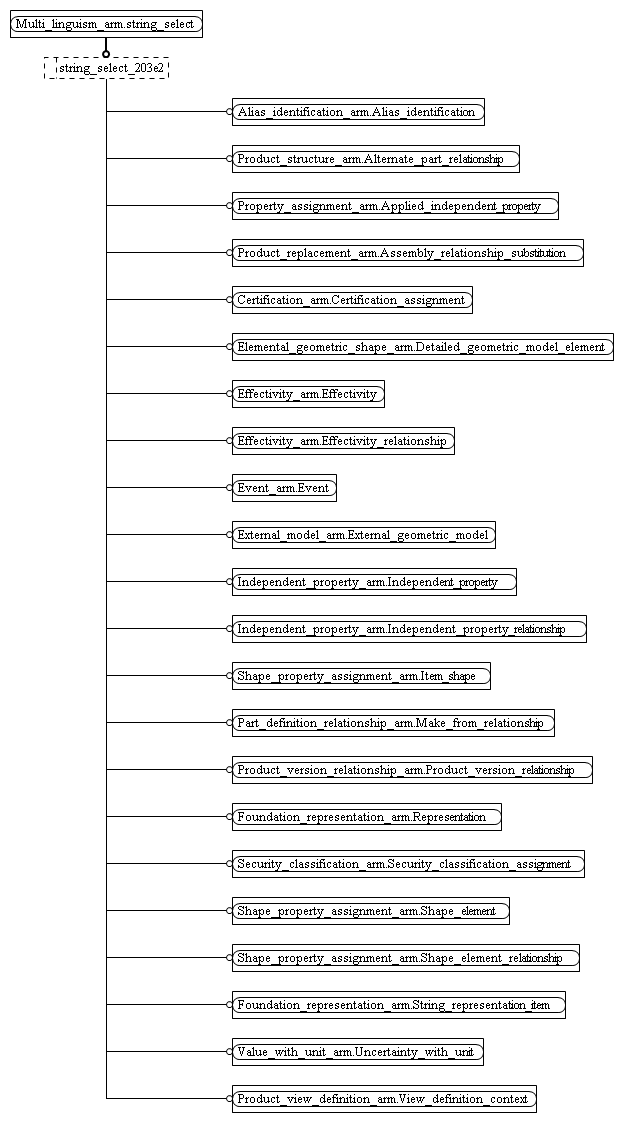 Multi_linguism_arm.string_select
string_select_203e2
Alias_identification_arm.Alias_identification
Product_structure_arm.Alternate_part_relationship
Property_assignment_arm.Applied_independent_property
Product_replacement_arm.Assembly_relationship_substitution
Certification_arm.Certification_assignment
Elemental_geometric_shape_arm.Detailed_geometric_model_element
Effectivity_arm.Effectivity
Effectivity_arm.Effectivity_relationship
Event_arm.Event
External_model_arm.External_geometric_model
Independent_property_arm.Independent_property
Independent_property_arm.Independent_property_relationship
Shape_property_assignment_arm.Item_shape
Part_definition_relationship_arm.Make_from_relationship
Product_version_relationship_arm.Product_version_relationship
Foundation_representation_arm.Representation
Security_classification_arm.Security_classification_assignment
Shape_property_assignment_arm.Shape_element
Shape_property_assignment_arm.Shape_element_relationship
Foundation_representation_arm.String_representation_item
Value_with_unit_arm.Uncertainty_with_unit
Product_view_definition_arm.View_definition_context